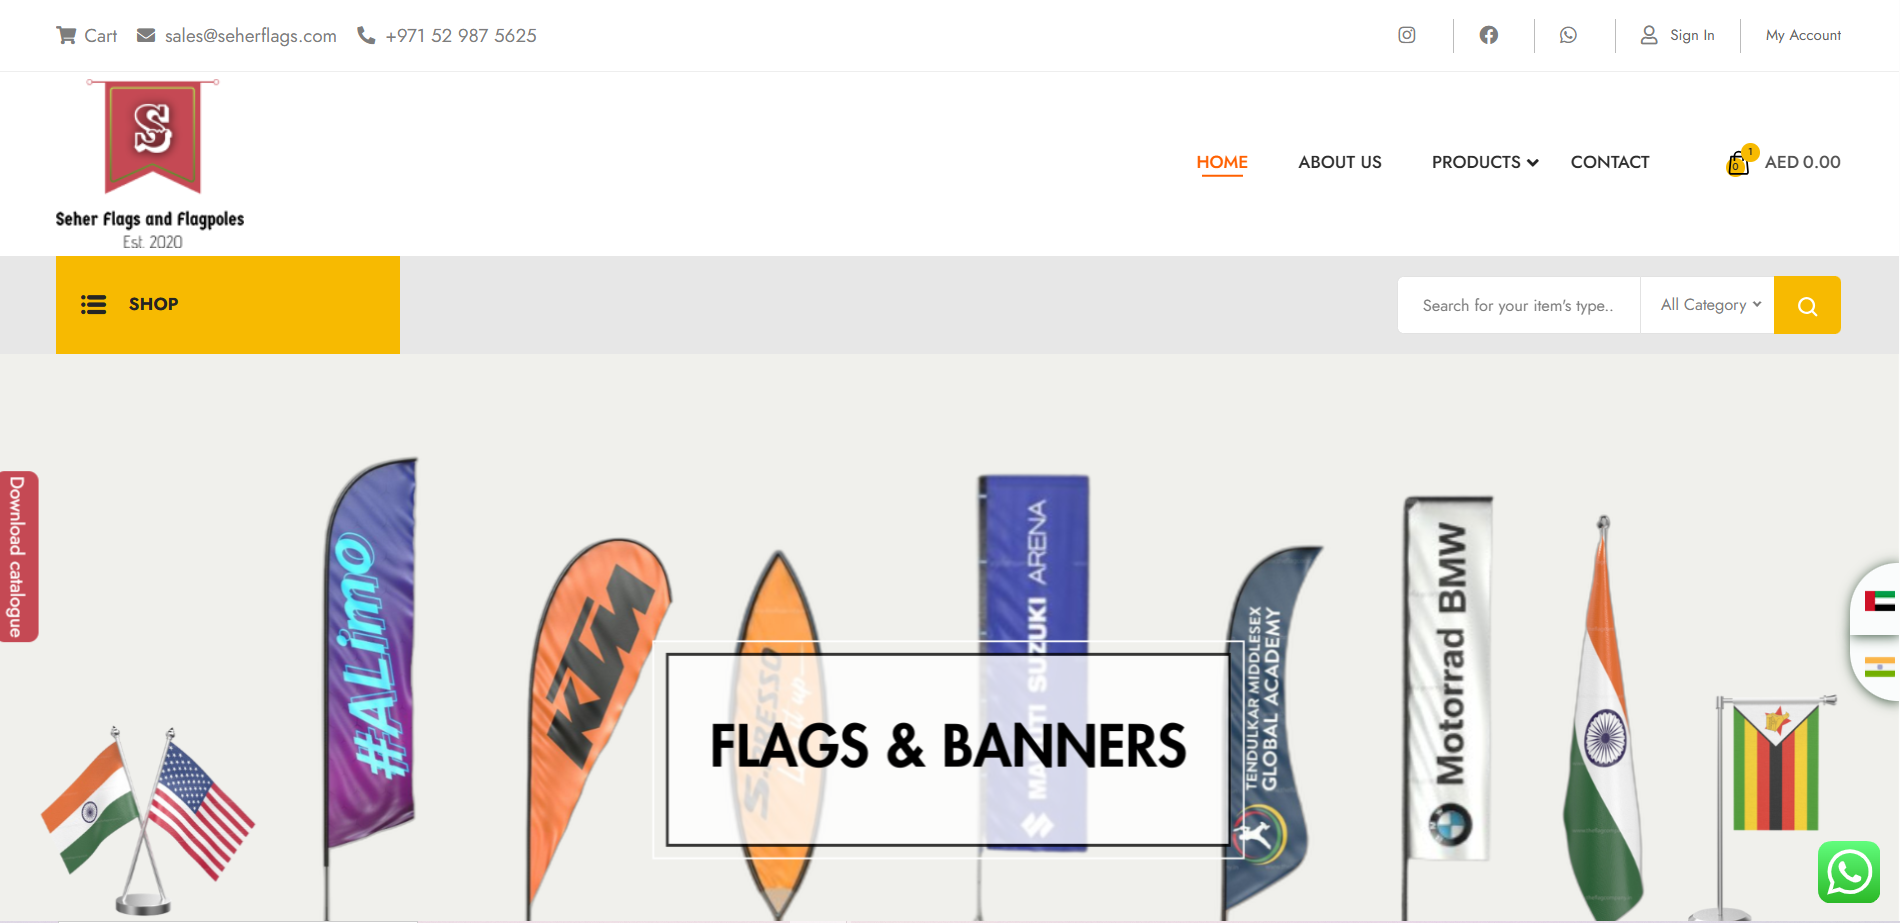 Cart sales@seherflags.com +971 52 987 5625
Sign In My Account
S
Seher Flags and Flagpoles
Est. 2020
HOME ABOUT US PRODUCTS CONTACT 1 0 AED 0.00
SHOP
Search for your item's type.. All Category
Download catalogue
#ALimo
KTM
ARENA
SUZUKI
TENDULKAR MIDDLESEX
GLOBAL ACADEMY
Motorrad BMW
FLAGS & BANNERS